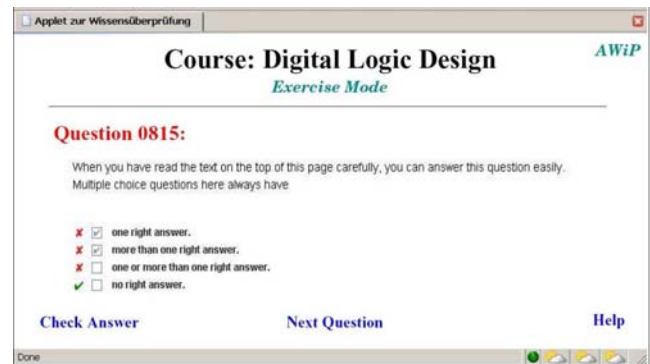 Applet zur Wissensüberprüfung
AWiP
Course: Digital Logic Design
Exercise Mode
Question 0815:
When you have read the text on the top of this page carefully, you can answer this question easily.
Multiple choice questions here always have
one right answer.
more than one right answer.
one or more than one right answer.
no right answer.
Check Answer Next Question Help
Done